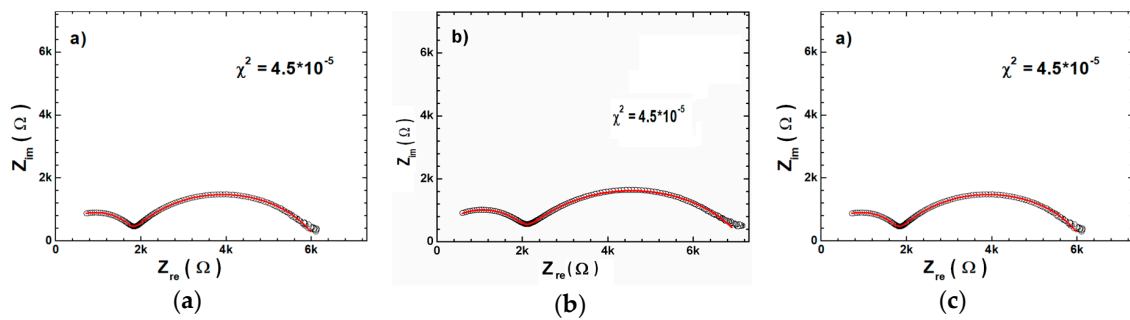 a)
χ² = 4.5*10⁻⁵
6k
4k
2k
0
0 2k 4k 6k
Z_im (Ω)
Z_re (Ω)
(a)
b)
χ² = 4.5*10⁻⁵
6k
4k
2k
0
0 2k 4k 6k
Z_im (Ω)
Z_re (Ω)
(b)
a)
χ² = 4.5*10⁻⁵
6k
4k
2k
0
0 2k 4k 6k
Z_im (Ω)
Z_re (Ω)
(c)